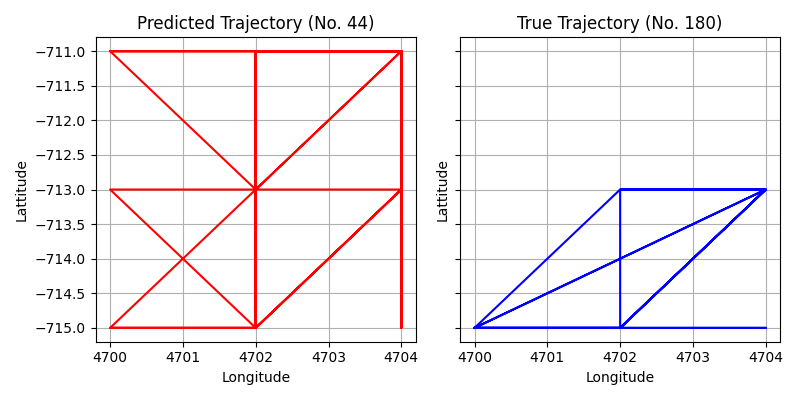 Predicted Trajectory (No. 44)
True Trajectory (No. 180)
Lattitude
−711.0
−711.5
−712.0
−712.5
−713.0
−713.5
−714.0
−714.5
−715.0
4700 4701 4702 4703 4704
Longitude
Lattitude
4700 4701 4702 4703 4704
Longitude